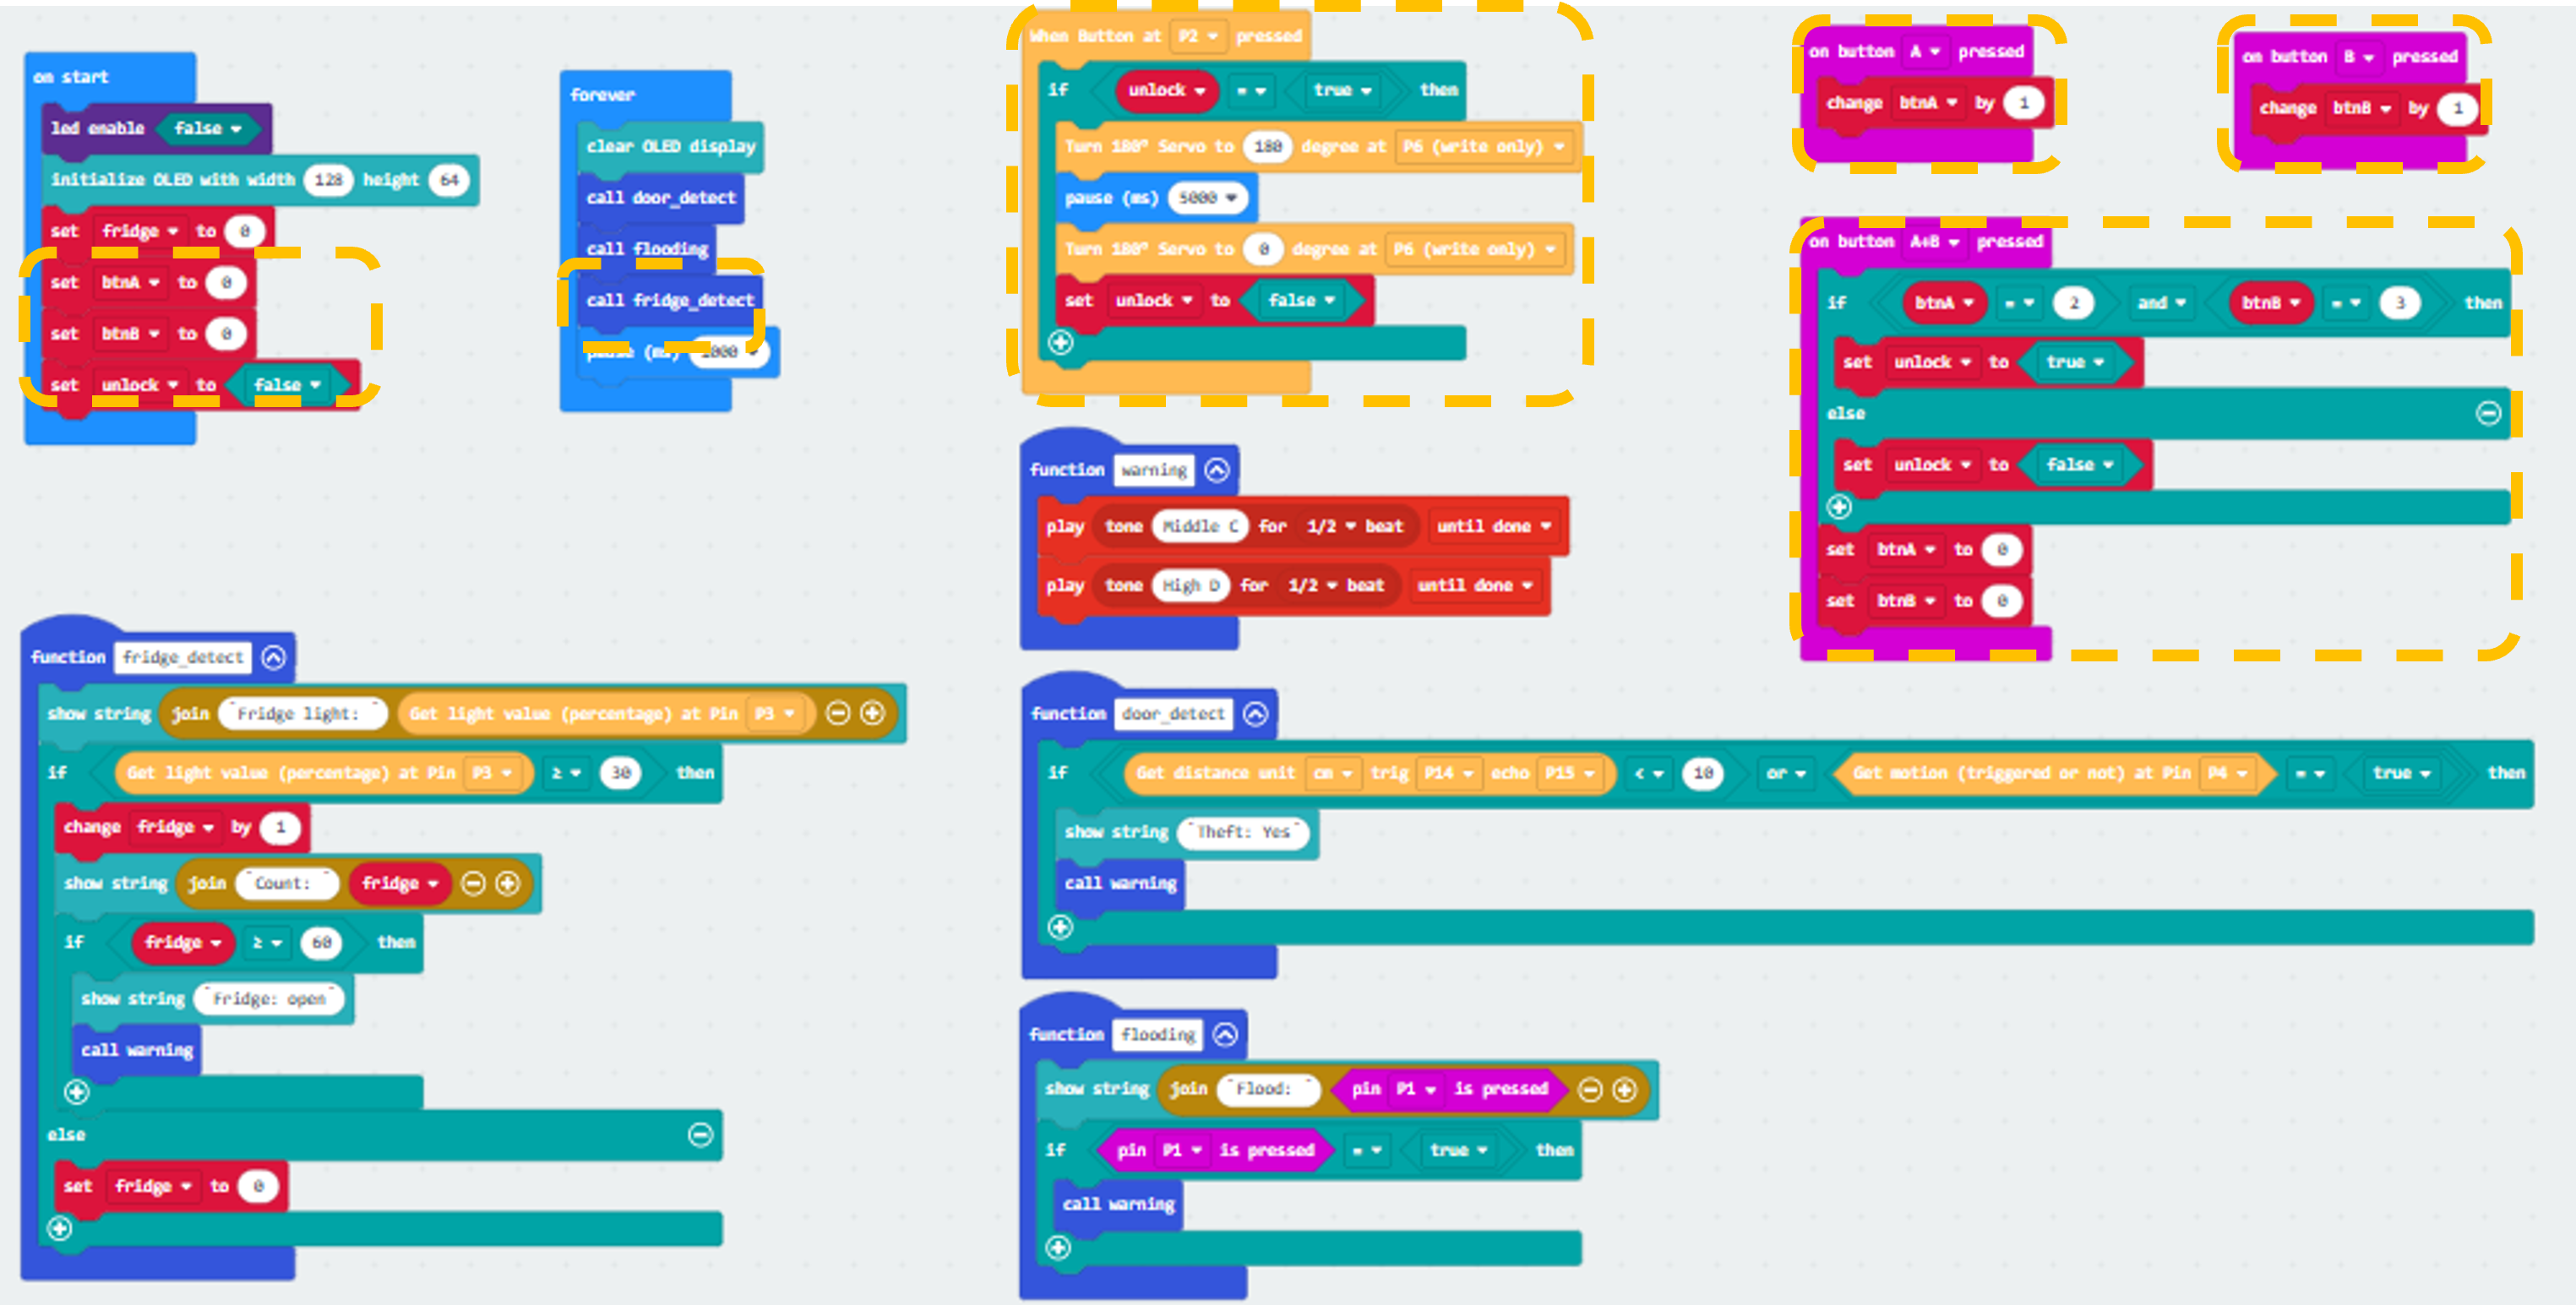 on start
led enable false
initialize OLED with width 128 height 64
set fridge to 0
set btnA to 0
set btnB to 0
set unlock to false
forever
clear OLED display
call door_detect
call flooding
call fridge_detect
pause (ms) 1000
When Button at P2 pressed
if unlock = true then
Turn 180° Servo to 180 degree at P6 (write only)
pause (ms) 5000
Turn 180° Servo to 0 degree at P6 (write only)
set unlock to false
on button A pressed
change btnA by 1
on button B pressed
change btnB by 1
on button A+B pressed
if btnA = 2 and btnB = 3 then
set unlock to true
else
set unlock to false
set btnA to 0
set btnB to 0
function warning
play tone Middle C for 1/2 beat until done
play tone High D for 1/2 beat until done
function fridge_detect
show string join "Fridge light: " Get light value (percentage) at Pin P3
if Get light value (percentage) at Pin P3 ≥ 30 then
change fridge by 1
show string join "Count: " fridge
if fridge ≥ 60 then
show string "Fridge: open"
call warning
else
set fridge to 0
function door_detect
if Get distance unit cm trig P14 echo P15 < 10 or Get motion (triggered or not) at Pin P4 = true then
show string "Theft: Yes"
call warning
function flooding
show string join "Flood: " pin P1 is pressed
if pin P1 is pressed = true then
call warning